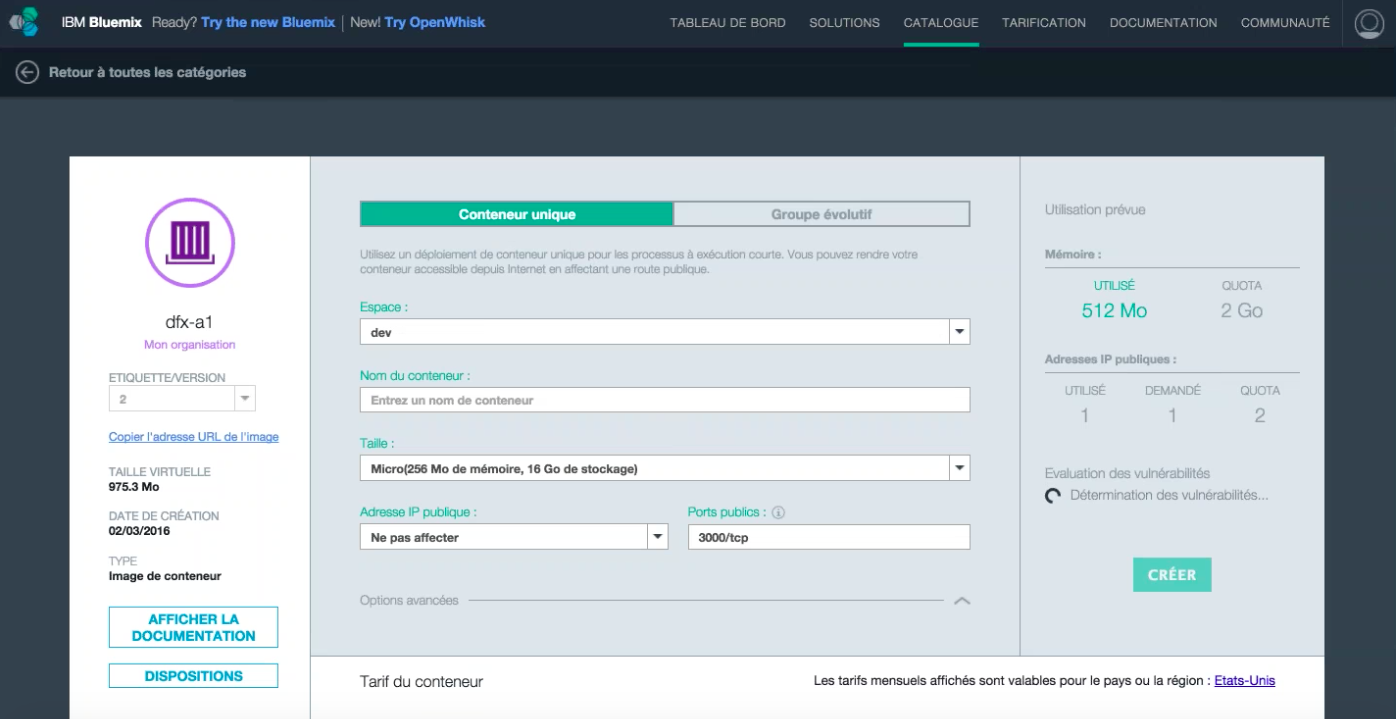 IBM Bluemix Ready? Try the new Bluemix | New! Try OpenWhisk
TABLEAU DE BORD SOLUTIONS CATALOGUE TARIFICATION DOCUMENTATION COMMUNAUTÉ
Retour à toutes les catégories
dfx-a1
Mon organisation
ETIQUETTE/VERSION
2
Copier l'adresse URL de l'image
TAILLE VIRTUELLE
975.3 Mo
DATE DE CRÉATION
02/03/2016
TYPE
Image de conteneur
AFFICHER LA
DOCUMENTATION
DISPOSITIONS
Conteneur unique Groupe évolutif
Utilisez un déploiement de conteneur unique pour les processus à exécution courte. Vous pouvez rendre votre
conteneur accessible depuis Internet en affectant une route publique.
Espace :
dev
Nom du conteneur :
Entrez un nom de conteneur
Taille :
Micro(256 Mo de mémoire, 16 Go de stockage)
Adresse IP publique : Ports publics :
Ne pas affecter 3000/tcp
Options avancées
Utilisation prévue
Mémoire :
UTILISÉ QUOTA
512 Mo 2 Go
Adresses IP publiques :
UTILISÉ DEMANDÉ QUOTA
1 1 2
Evaluation des vulnérabilités
Détermination des vulnérabilités...
CRÉER
Tarif du conteneur Les tarifs mensuels affichés sont valables pour le pays ou la région : Etats-Unis